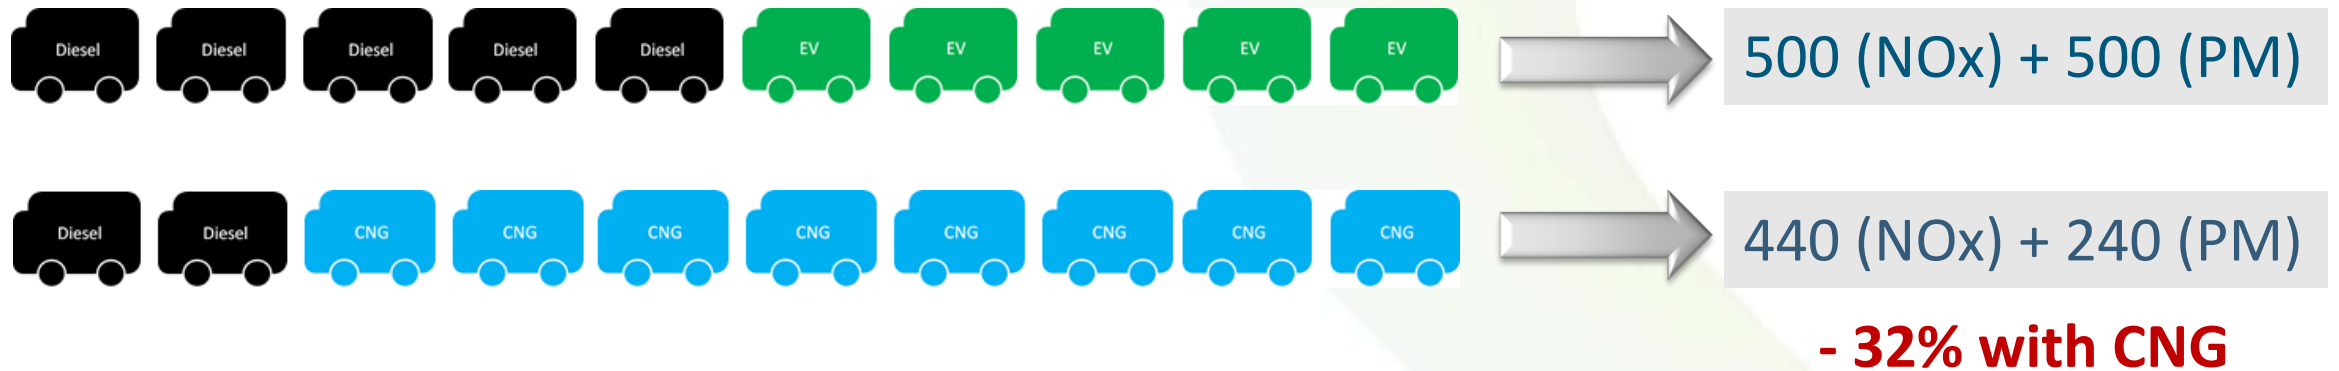 Diesel Diesel Diesel Diesel Diesel EV EV EV EV EV 500 (NOx) + 500 (PM)
Diesel Diesel CNG CNG CNG CNG CNG CNG CNG CNG 440 (NOx) + 240 (PM)
- 32% with CNG